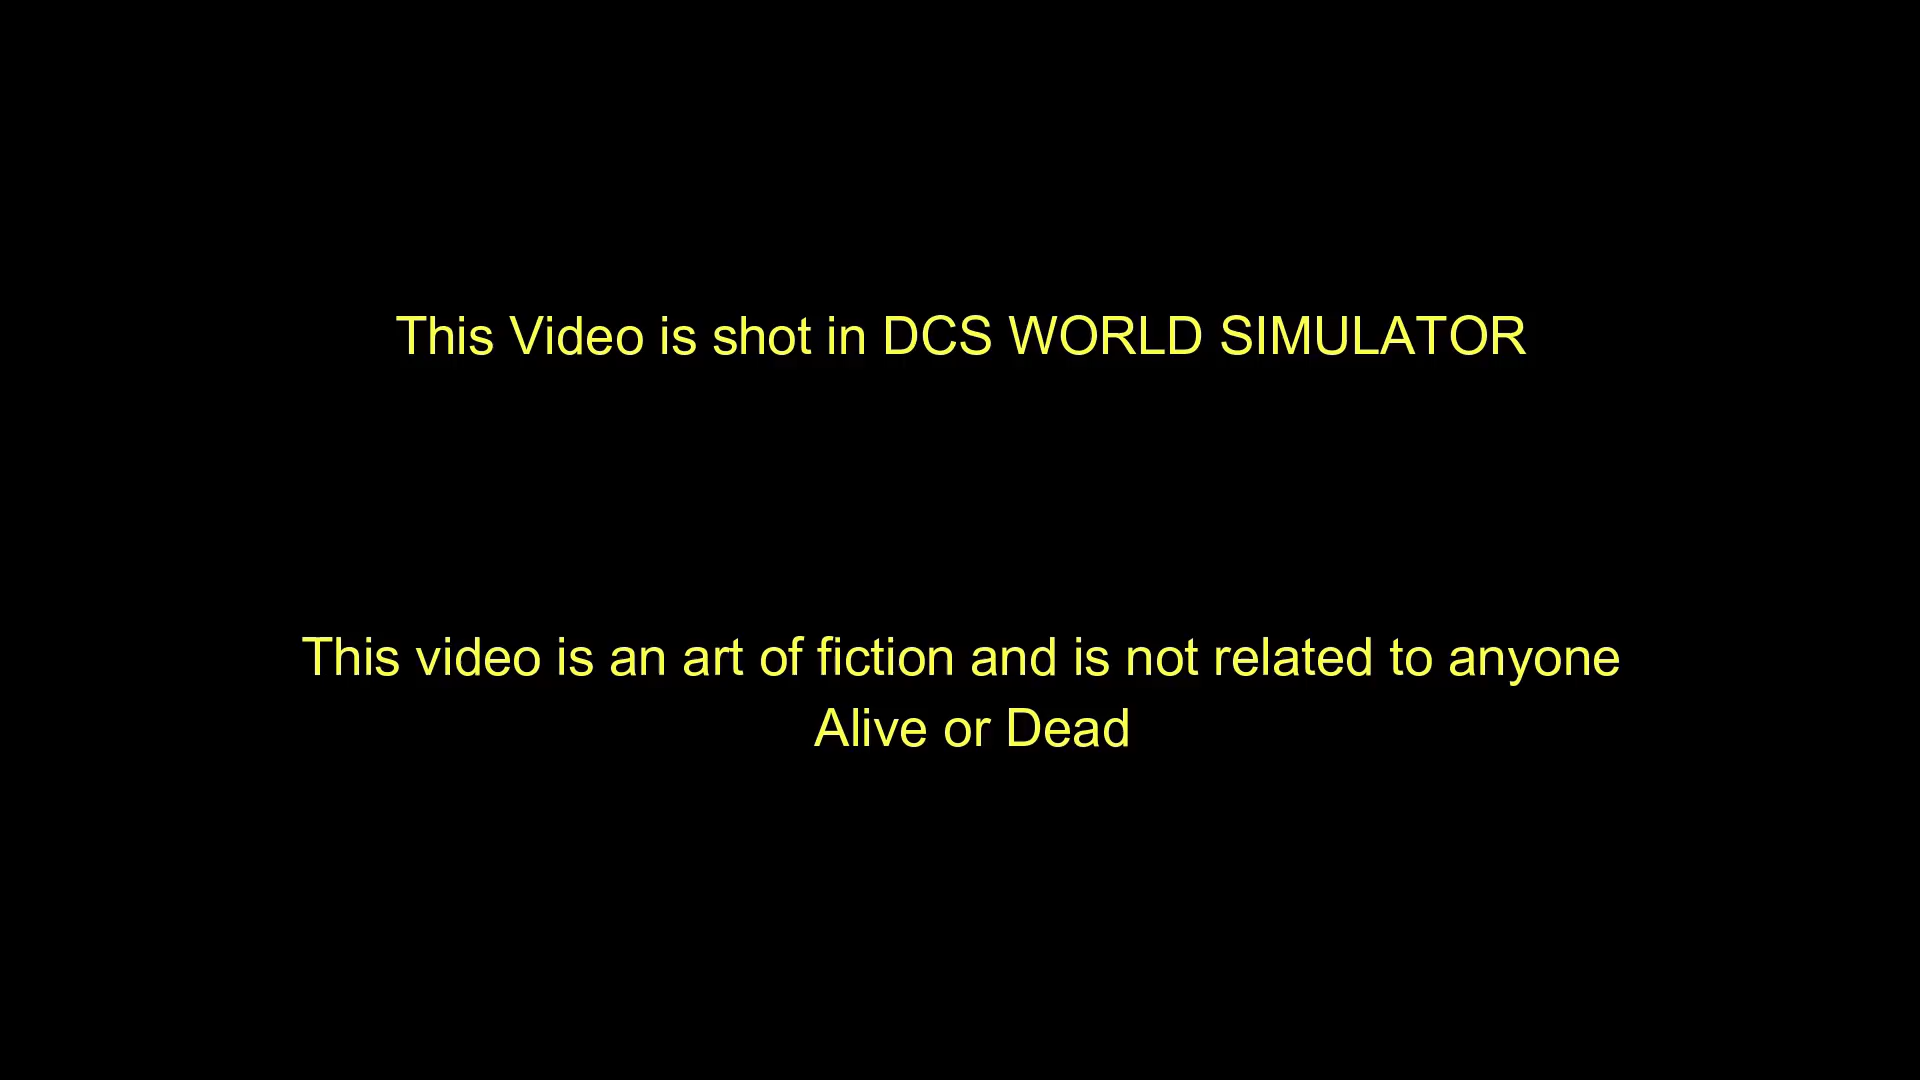 This Video is shot in DCS WORLD SIMULATOR
This video is an art of fiction and is not related to anyone
Alive or Dead